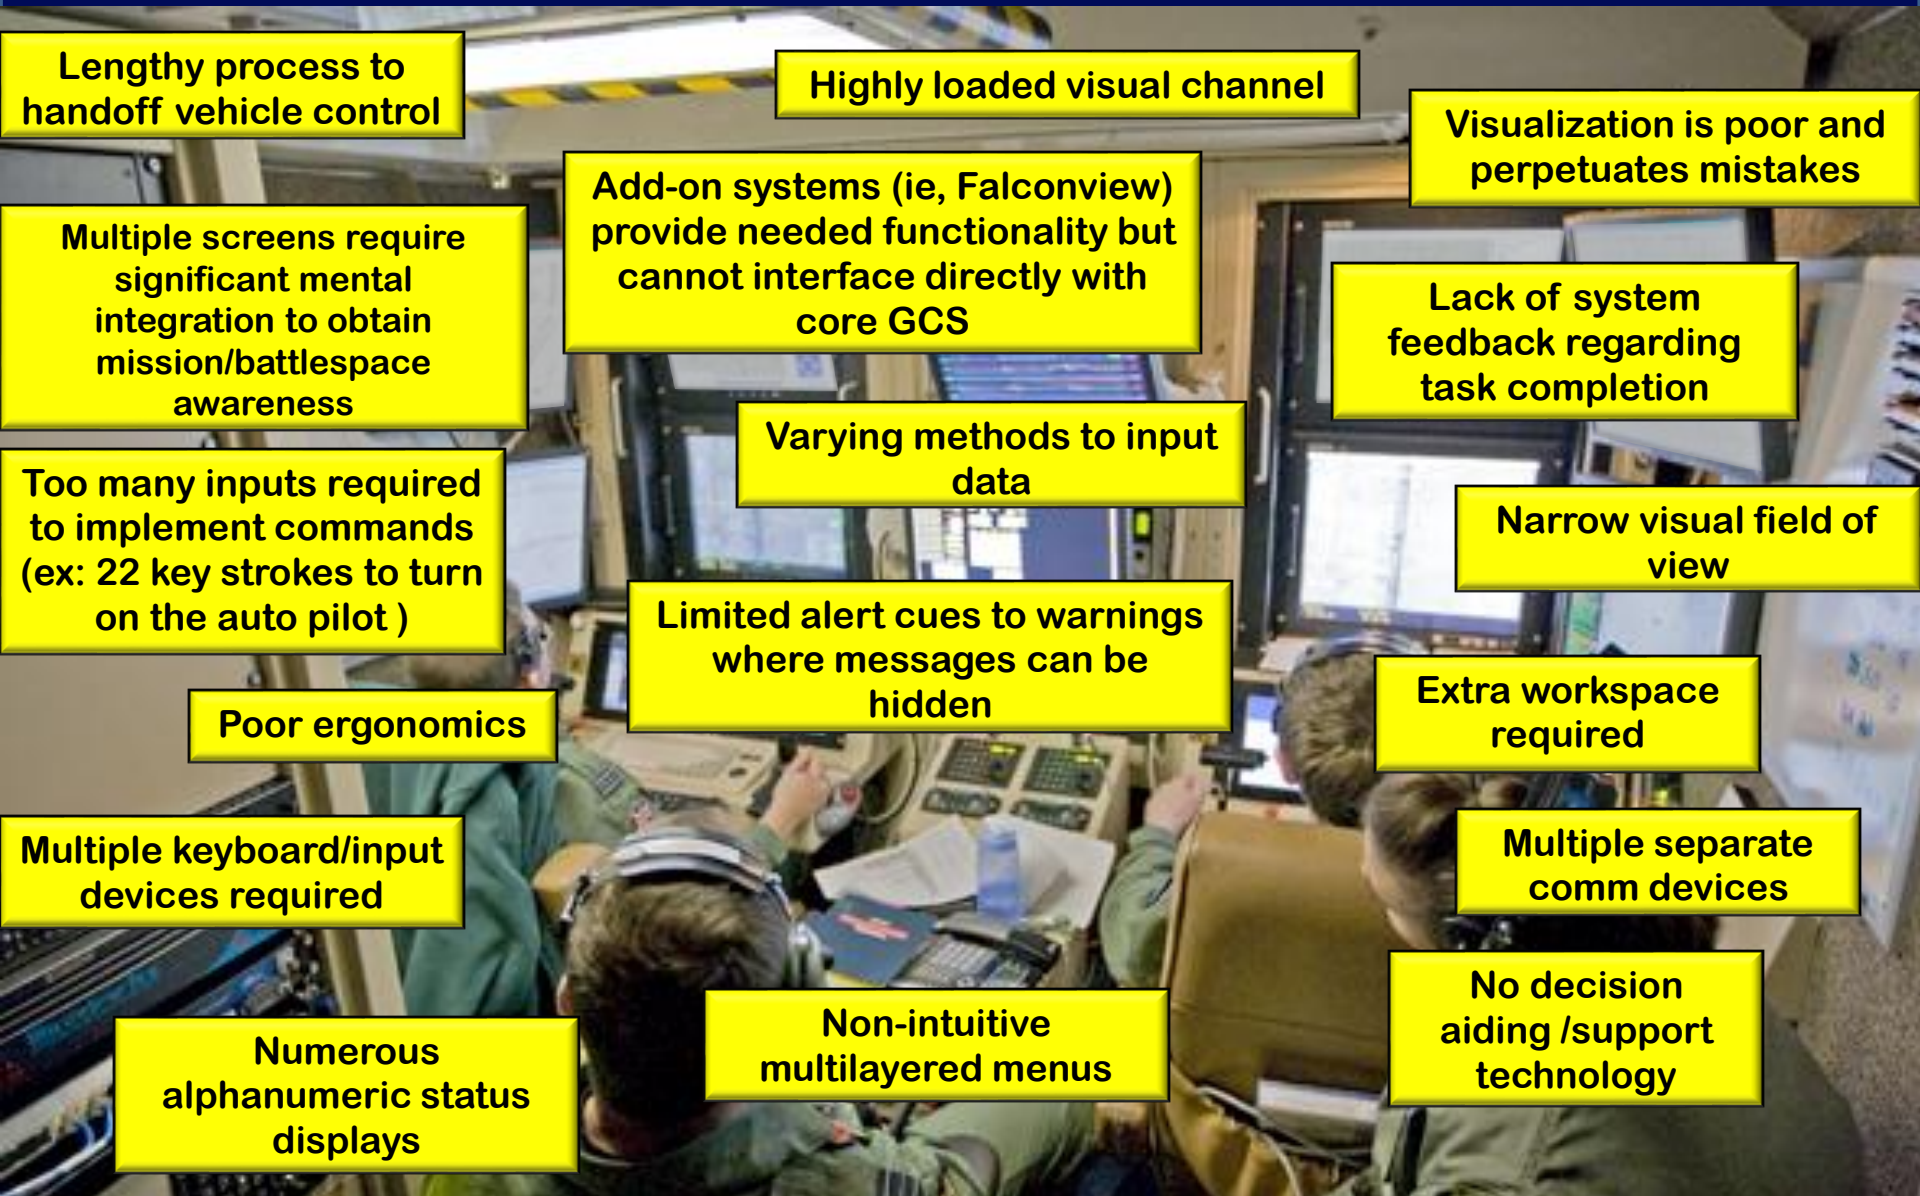 Lengthy process to
handoff vehicle control
Highly loaded visual channel
Visualization is poor and
perpetuates mistakes
Add-on systems (ie, Falconview)
provide needed functionality but
cannot interface directly with
core GCS
Multiple screens require
significant mental
integration to obtain
mission/battlespace
awareness
Lack of system
feedback regarding
task completion
Varying methods to input
data
Too many inputs required
to implement commands
(ex: 22 key strokes to turn
on the auto pilot )
Narrow visual field of
view
Limited alert cues to warnings
where messages can be
hidden
Extra workspace
required
Poor ergonomics
Multiple keyboard/input
devices required
Multiple separate
comm devices
No decision
aiding /support
technology
Non-intuitive
multilayered menus
Numerous
alphanumeric status
displays